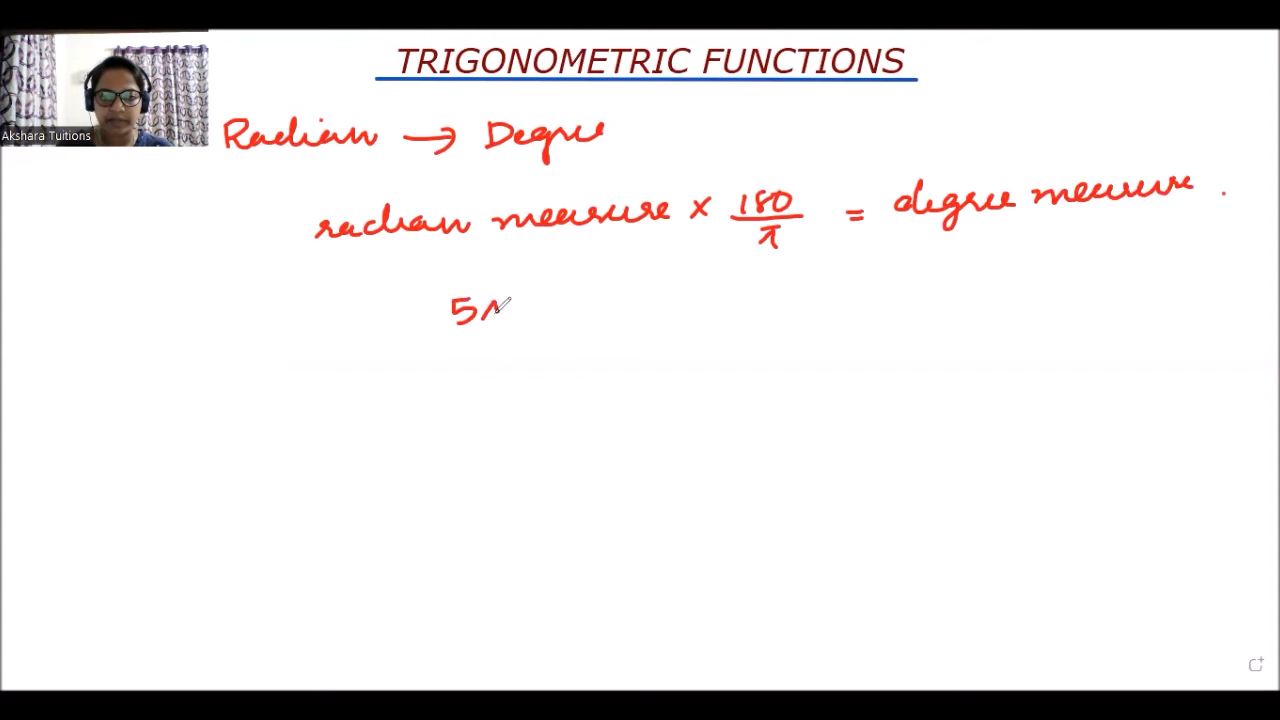 TRIGONOMETRIC FUNCTIONS
Akshara Tuitions
Radian → Degree
radian measure × 180/π = degree measure.
5